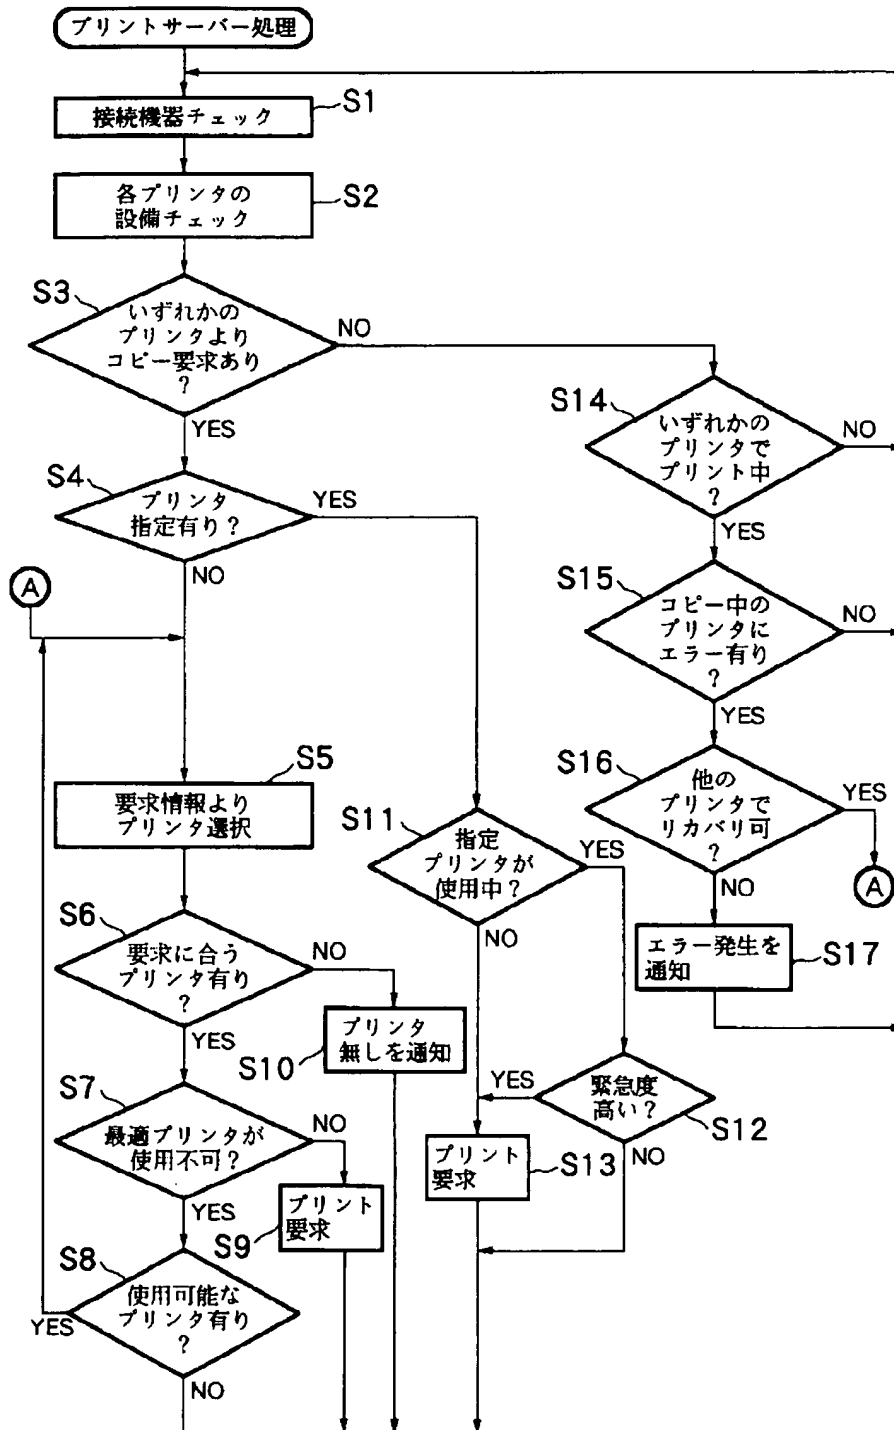 プリントサーバー処理
S1
接続機器チェック
S2
各プリンタの
設備チェック
S3
いずれかの
プリンタより
コピー要求あり
?
NO
YES
S4
プリンタ
指定有り?
YES
NO
A
S5
要求情報より
プリンタ選択
S6
要求に合う
プリンタ有り
?
NO
YES
S10
プリンタ
無しを通知
S7
最適プリンタが
使用不可?
NO
YES
S9
プリント
要求
S8
使用可能な
プリンタ有り
?
YES
NO
S11
指定
プリンタが
使用中?
YES
NO
S12
緊急度
高い?
YES
NO
S13
プリント
要求
S14
いずれかの
プリンタで
プリント中
?
NO
YES
S15
コピー中の
プリンタに
エラー有り
?
NO
YES
S16
他の
プリンタで
リカバリ可
?
YES
NO
A
S17
エラー発生を
通知